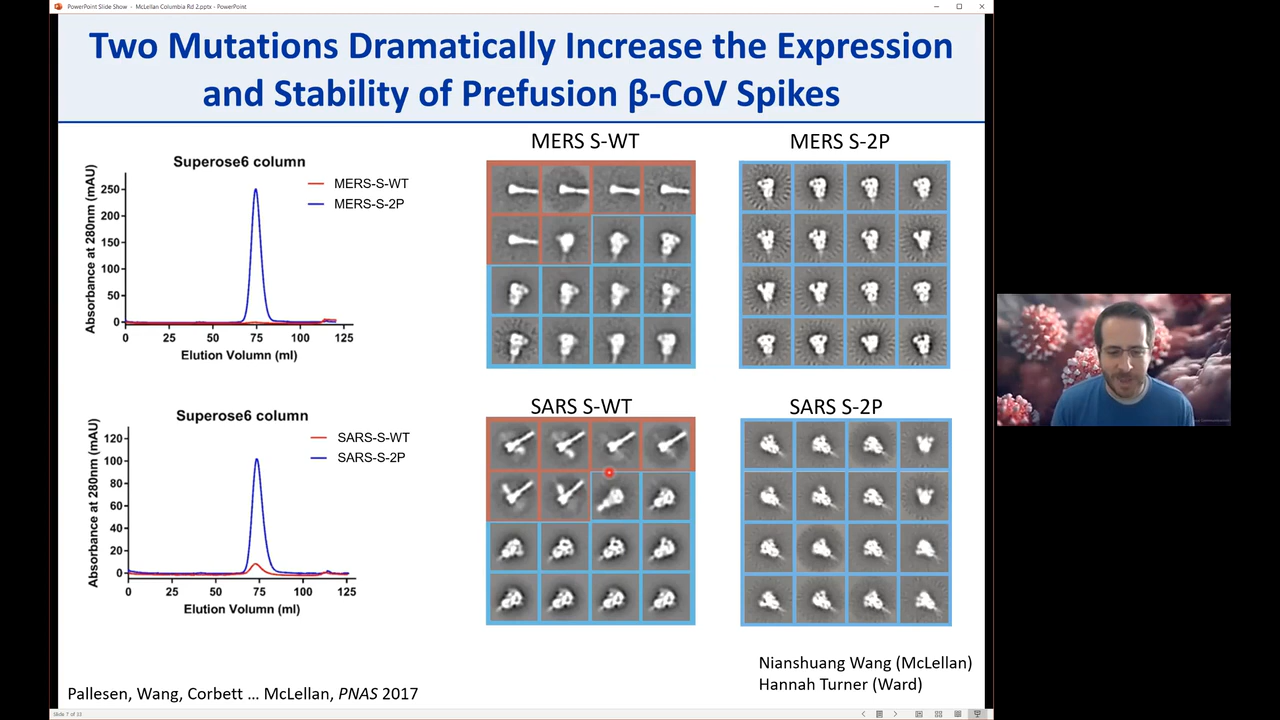 PowerPoint Slide Show - McLellan Columbia Rd 2.pptx - PowerPoint
Two Mutations Dramatically Increase the Expression
and Stability of Prefusion β-CoV Spikes
Superose6 column
MERS-S-WT
MERS-S-2P
Absorbance at 280nm (mAU)
250
200
150
100
50
0
0 25 50 75 100 125
Elution Volumn (ml)
MERS S-WT
MERS S-2P
Superose6 column
SARS-S-WT
SARS-S-2P
Absorbance at 280nm (mAU)
120
100
80
60
40
20
0
0 25 50 75 100 125
Elution Volumn (ml)
SARS S-WT
SARS S-2P
Nianshuang Wang (McLellan)
Hannah Turner (Ward)
Pallesen, Wang, Corbett … McLellan, PNAS 2017
Slide 7 of 33